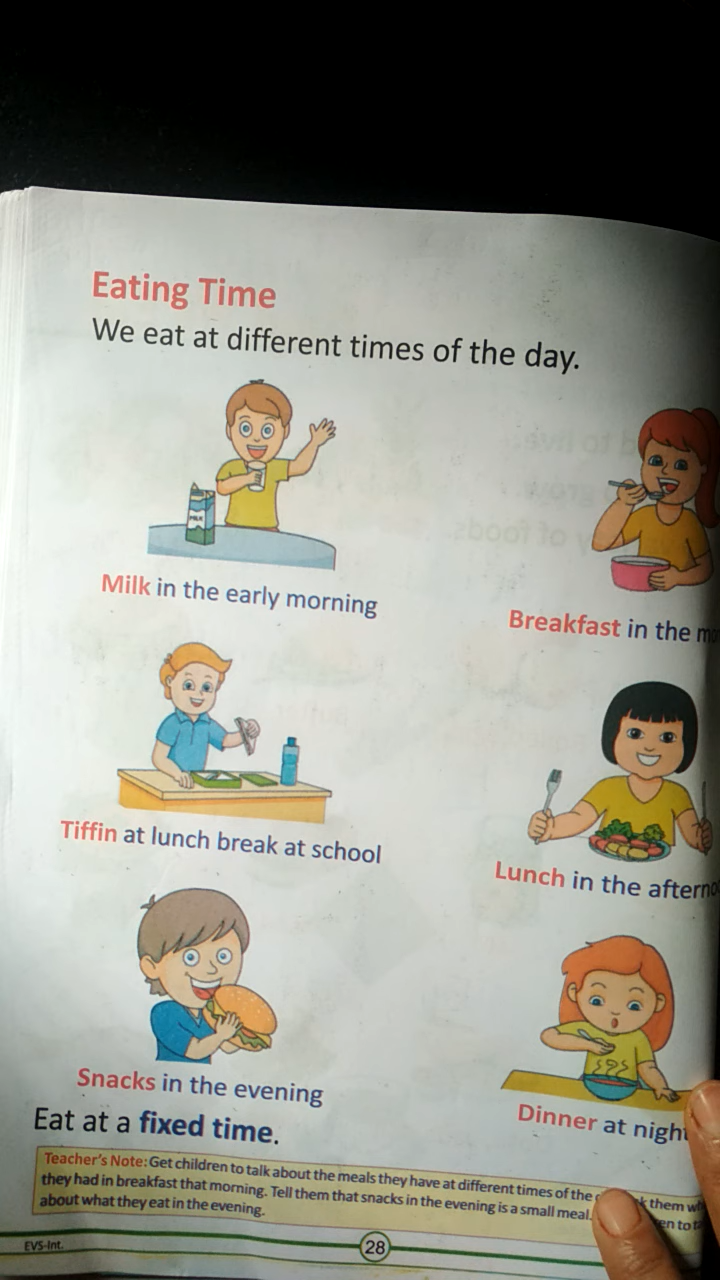 Eating Time
We eat at different times of the day.
MILK
Milk in the early morning
Breakfast in the
Tiffin at lunch break at school
Lunch in the
Snacks in the evening
Dinner at night
Eat at a fixed time.
Teacher's Note: Get children to talk about the meals they have at different times of the
they had in breakfast that morning. Tell them that snacks in the evening is a small meal.
about what they eat in the evening.
EVS-Int.
28